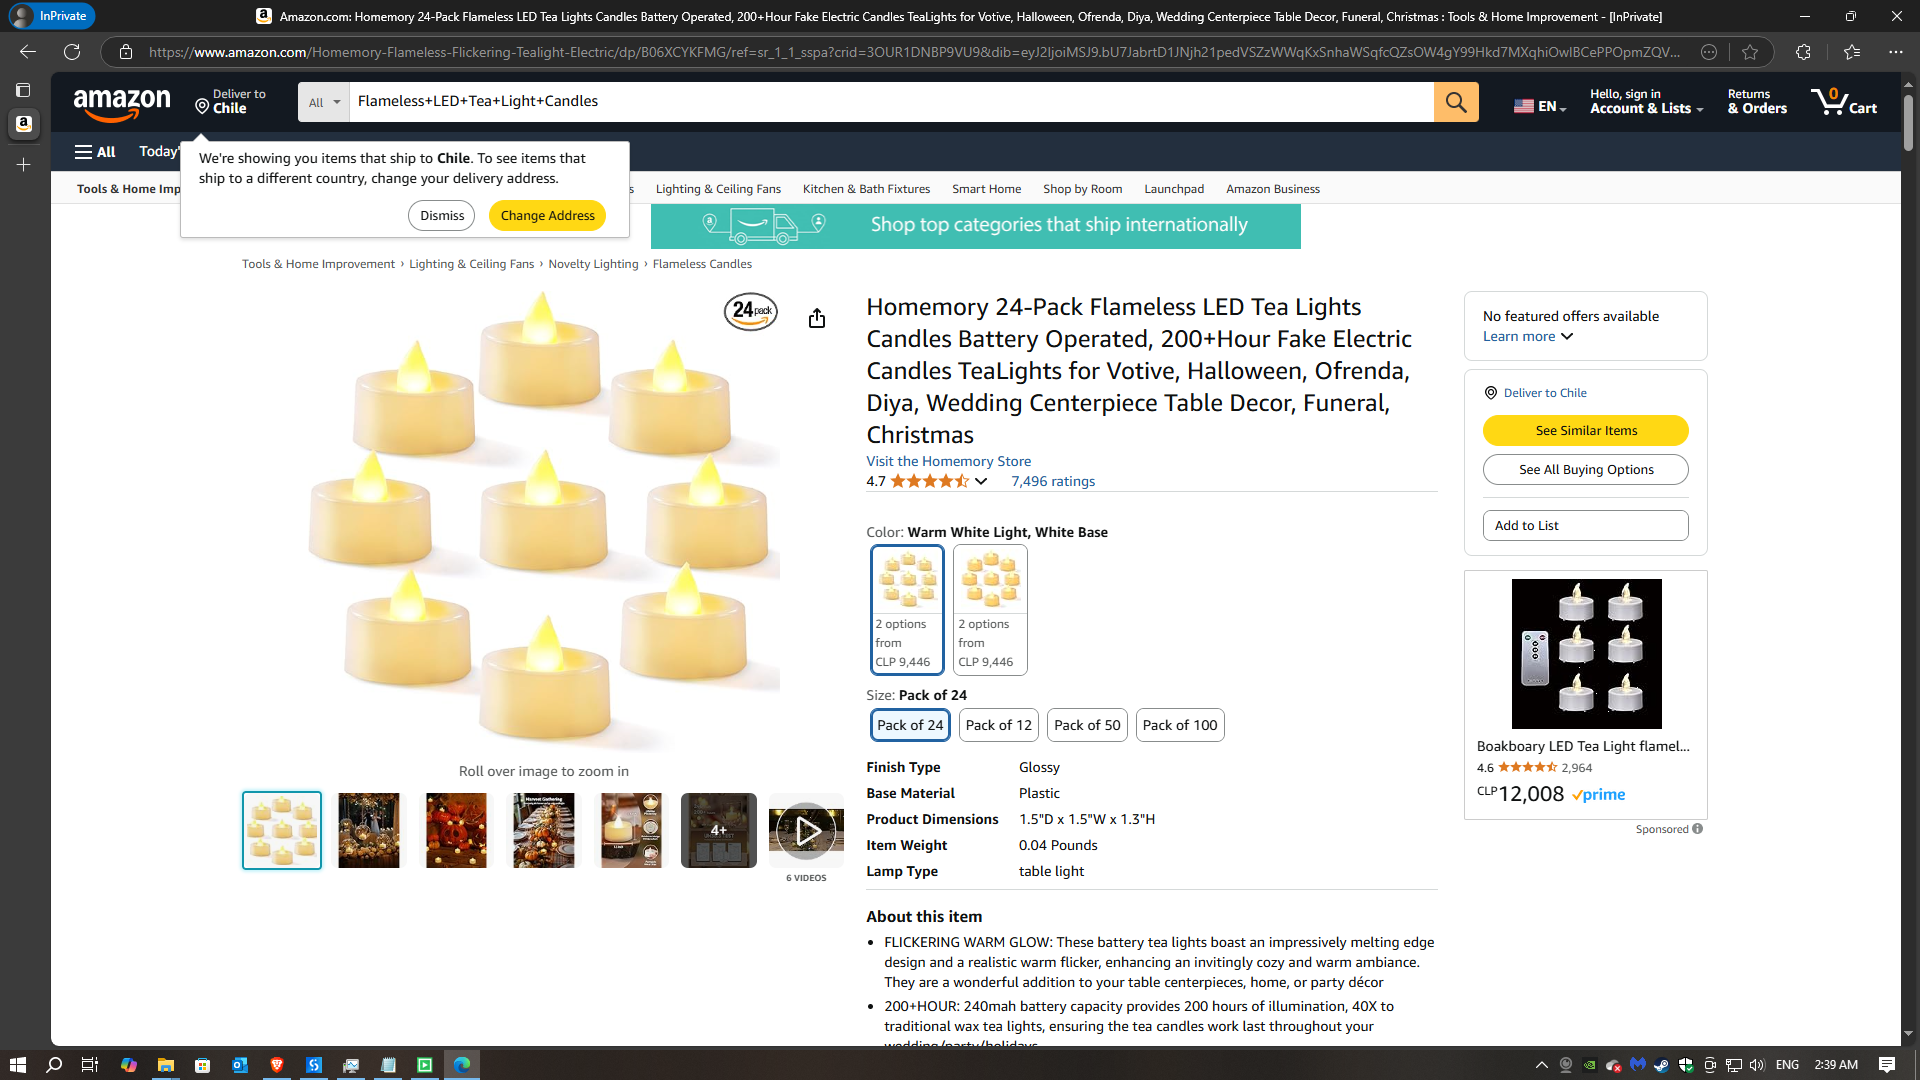 InPrivate
Amazon.com: Homemory 24-Pack Flameless LED Tea Lights Candles Battery Operated, 200+Hour Fake Electric Candles TeaLights for Votive, Halloween, Ofrenda, Diya, Wedding Centerpiece Table Decor, Funeral, Christmas : Tools & Home Improvement - [InPrivate]
https://www.amazon.com/Homemory-Flameless-Flickering-Tealight-Electric/dp/B06XCYKFMG/ref=sr_1_1_sspa?crid=3OUR1DNBP9VU9&dib=
amazon
Deliver to
Chile
All
Flameless+LED+Tea+Light+Candles
EN
Hello, sign in
Account & Lists
Returns
& Orders
0
Cart
All
Today'
We're showing you items that ship to Chile. To see items that
ship to a different country, change your delivery address.
Dismiss
Change Address
Tools & Home Imp
s
Lighting & Ceiling Fans
Kitchen & Bath Fixtures
Smart Home
Shop by Room
Launchpad
Amazon Business
Shop top categories that ship internationally
Tools & Home Improvement › Lighting & Ceiling Fans › Novelty Lighting › Flameless Candles
24 pack
Homemory 24-Pack Flameless LED Tea Lights
Candles Battery Operated, 200+Hour Fake Electric
Candles TeaLights for Votive, Halloween, Ofrenda,
Diya, Wedding Centerpiece Table Decor, Funeral,
Christmas
Visit the Homemory Store
4.7
7,496 ratings
Color: Warm White Light, White Base
2 options
from
CLP 9,446
2 options
from
CLP 9,446
Size: Pack of 24
Pack of 24
Pack of 12
Pack of 50
Pack of 100
Finish Type Glossy
Base Material Plastic
Product Dimensions 1.5"D x 1.5"W x 1.3"H
Item Weight 0.04 Pounds
Lamp Type table light
About this item
• FLICKERING WARM GLOW: These battery tea lights boast an impressively melting edge
design and a realistic warm flicker, enhancing an invitingly cozy and warm ambiance.
They are a wonderful addition to your table centerpieces, home, or party décor
• 200+HOUR: 240mah battery capacity provides 200 hours of illumination, 40X to
traditional wax tea lights, ensuring the tea candles work last throughout your
wedding/party/holidays
Roll over image to zoom in
Harvest Gathering
4+
6 VIDEOS
No featured offers available
Learn more
Deliver to Chile
See Similar Items
See All Buying Options
Add to List
Boakboary LED Tea Light flamel...
4.6
2,964
CLP 12,008
prime
Sponsored
ENG
2:39 AM